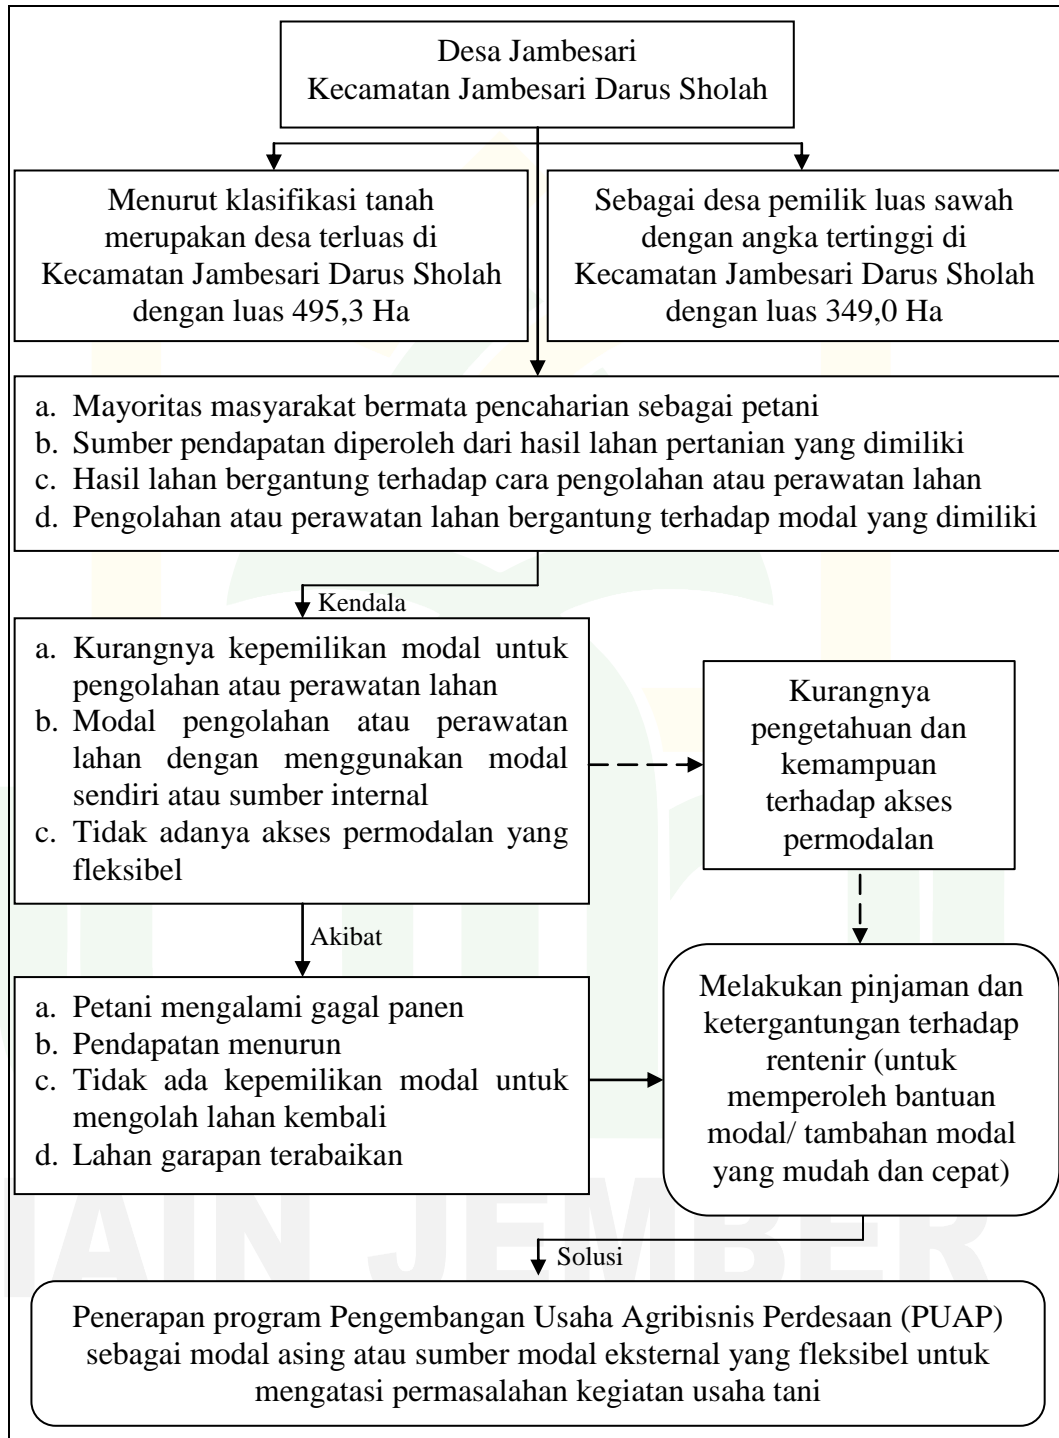 Desa Jambesari
Kecamatan Jambesari Darus Sholah
Menurut klasifikasi tanah
merupakan desa terluas di
Kecamatan Jambesari Darus Sholah
dengan luas 495,3 Ha
Sebagai desa pemilik luas sawah
dengan angka tertinggi di
Kecamatan Jambesari Darus Sholah
dengan luas 349,0 Ha
a. Mayoritas masyarakat bermata pencaharian sebagai petani
b. Sumber pendapatan diperoleh dari hasil lahan pertanian yang dimiliki
c. Hasil lahan bergantung terhadap cara pengolahan atau perawatan lahan
d. Pengolahan atau perawatan lahan bergantung terhadap modal yang dimiliki
Kendala
a. Kurangnya kepemilikan modal untuk
pengolahan atau perawatan lahan
b. Modal pengolahan atau perawatan
lahan dengan menggunakan modal
sendiri atau sumber internal
c. Tidak adanya akses permodalan yang
fleksibel
Kurangnya
pengetahuan dan
kemampuan
terhadap akses
permodalan
Akibat
a. Petani mengalami gagal panen
b. Pendapatan menurun
c. Tidak ada kepemilikan modal untuk
mengolah lahan kembali
d. Lahan garapan terabaikan
Melakukan pinjaman dan
ketergantungan terhadap
rentenir (untuk
memperoleh bantuan
modal/ tambahan modal
yang mudah dan cepat)
IAIN JEMBER
Solusi
Penerapan program Pengembangan Usaha Agribisnis Perdesaan (PUAP)
sebagai modal asing atau sumber modal eksternal yang fleksibel untuk
mengatasi permasalahan kegiatan usaha tani